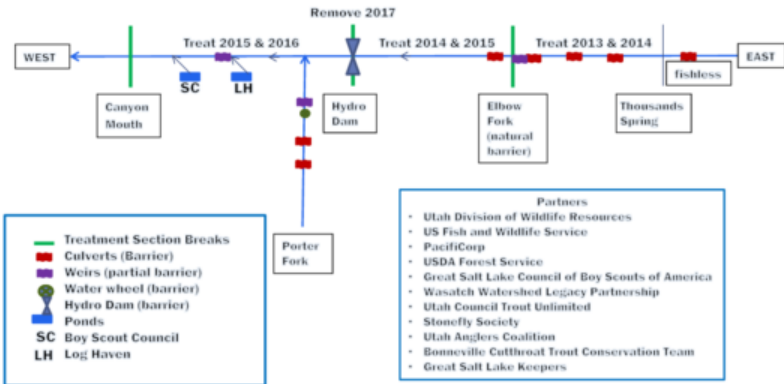 Remove 2017
Treat 2015 & 2016
Treat 2014 & 2015
Treat 2013 & 2014
WEST
EAST
fishless
SC
LH
Canyon
Mouth
Hydro
Dam
Elbow
Fork
(natural
barrier)
Thousands
Spring
Porter
Fork
Treatment Section Breaks
Culverts (Barrier)
Weirs (partial barrier)
Water wheel (barrier)
Hydro Dam (barrier)
Ponds
SC Boy Scout Council
LH Log Haven
Partners
• Utah Division of Wildlife Resources
• US Fish and Wildlife Service
• PacifiCorp
• USDA Forest Service
• Great Salt Lake Council of Boy Scouts of America
• Wasatch Watershed Legacy Partnership
• Utah Council Trout Unlimited
• Stonefly Society
• Utah Anglers Coalition
• Bonneville Cutthroat Trout Conservation Team
• Great Salt Lake Keepers